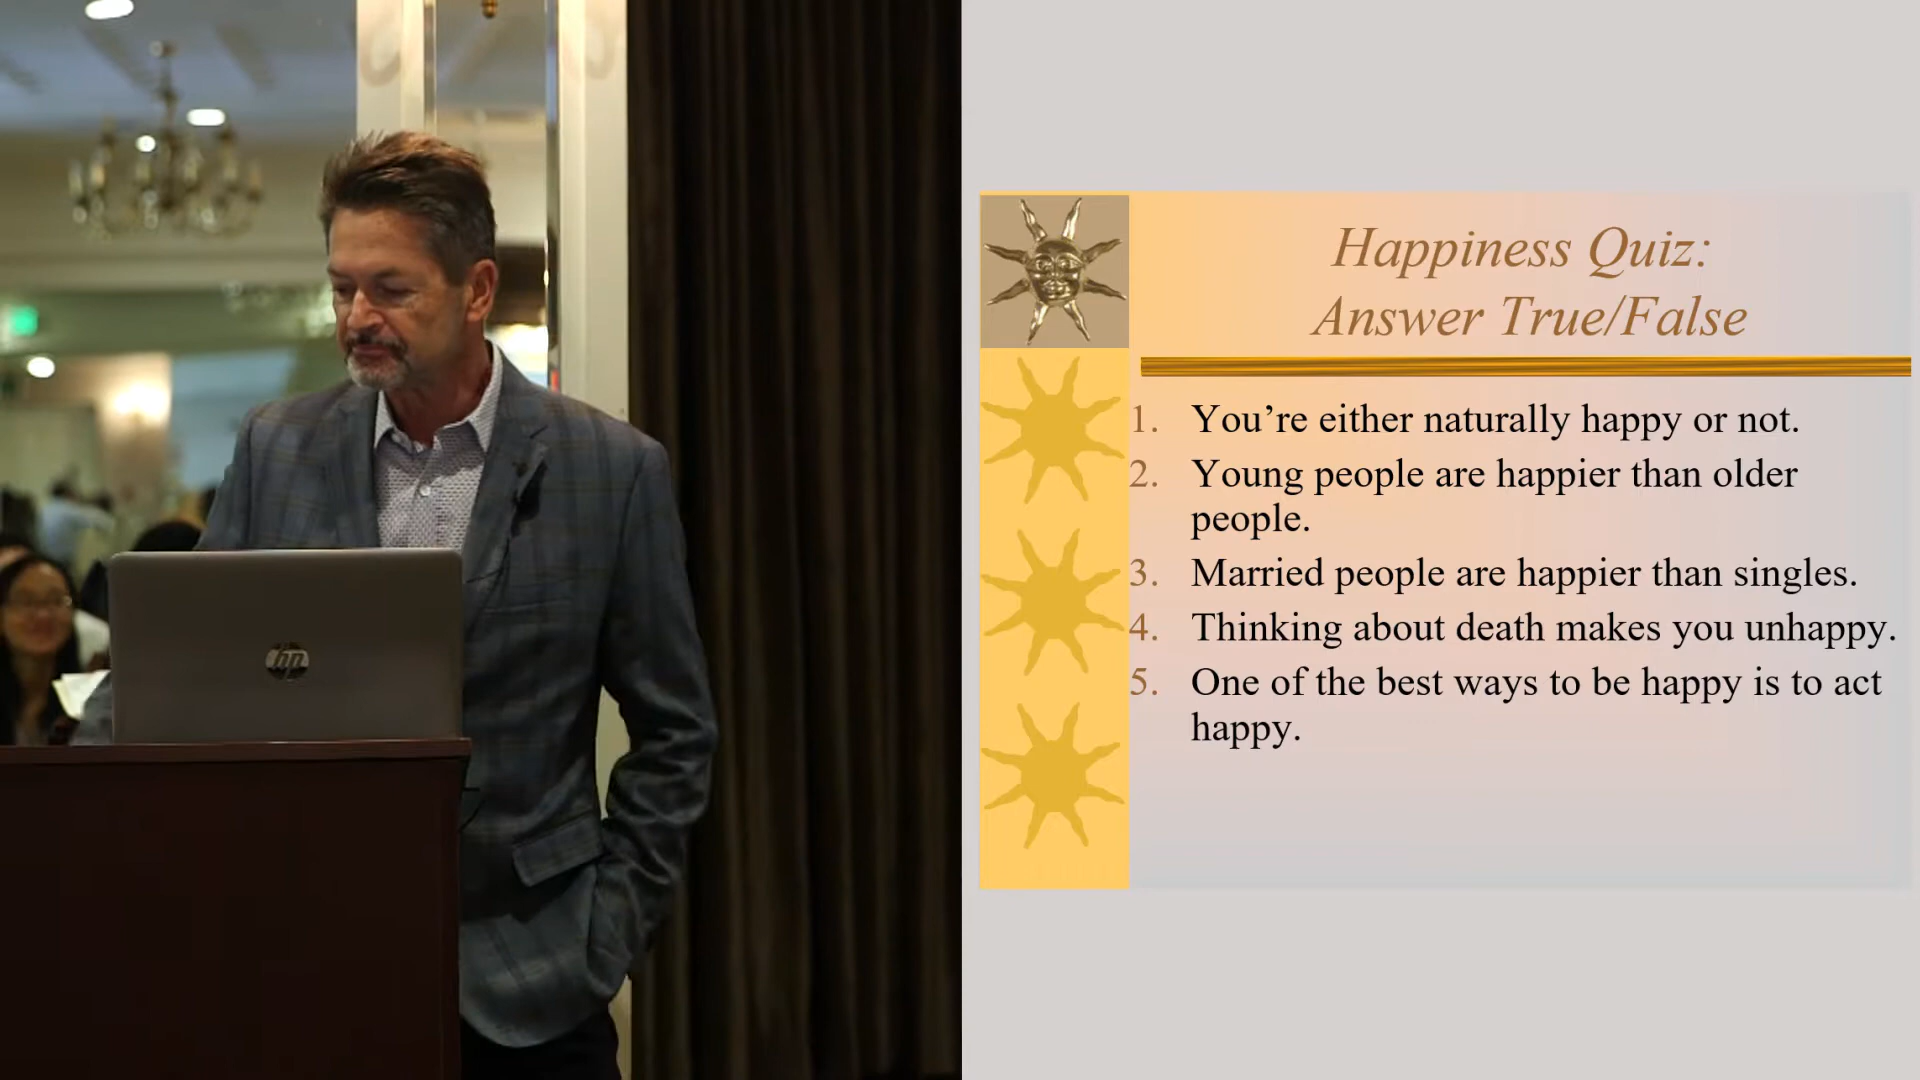 Happiness Quiz:
Answer True/False
1. You’re either naturally happy or not.
2. Young people are happier than older
people.
3. Married people are happier than singles.
4. Thinking about death makes you unhappy.
5. One of the best ways to be happy is to act
happy.
hp